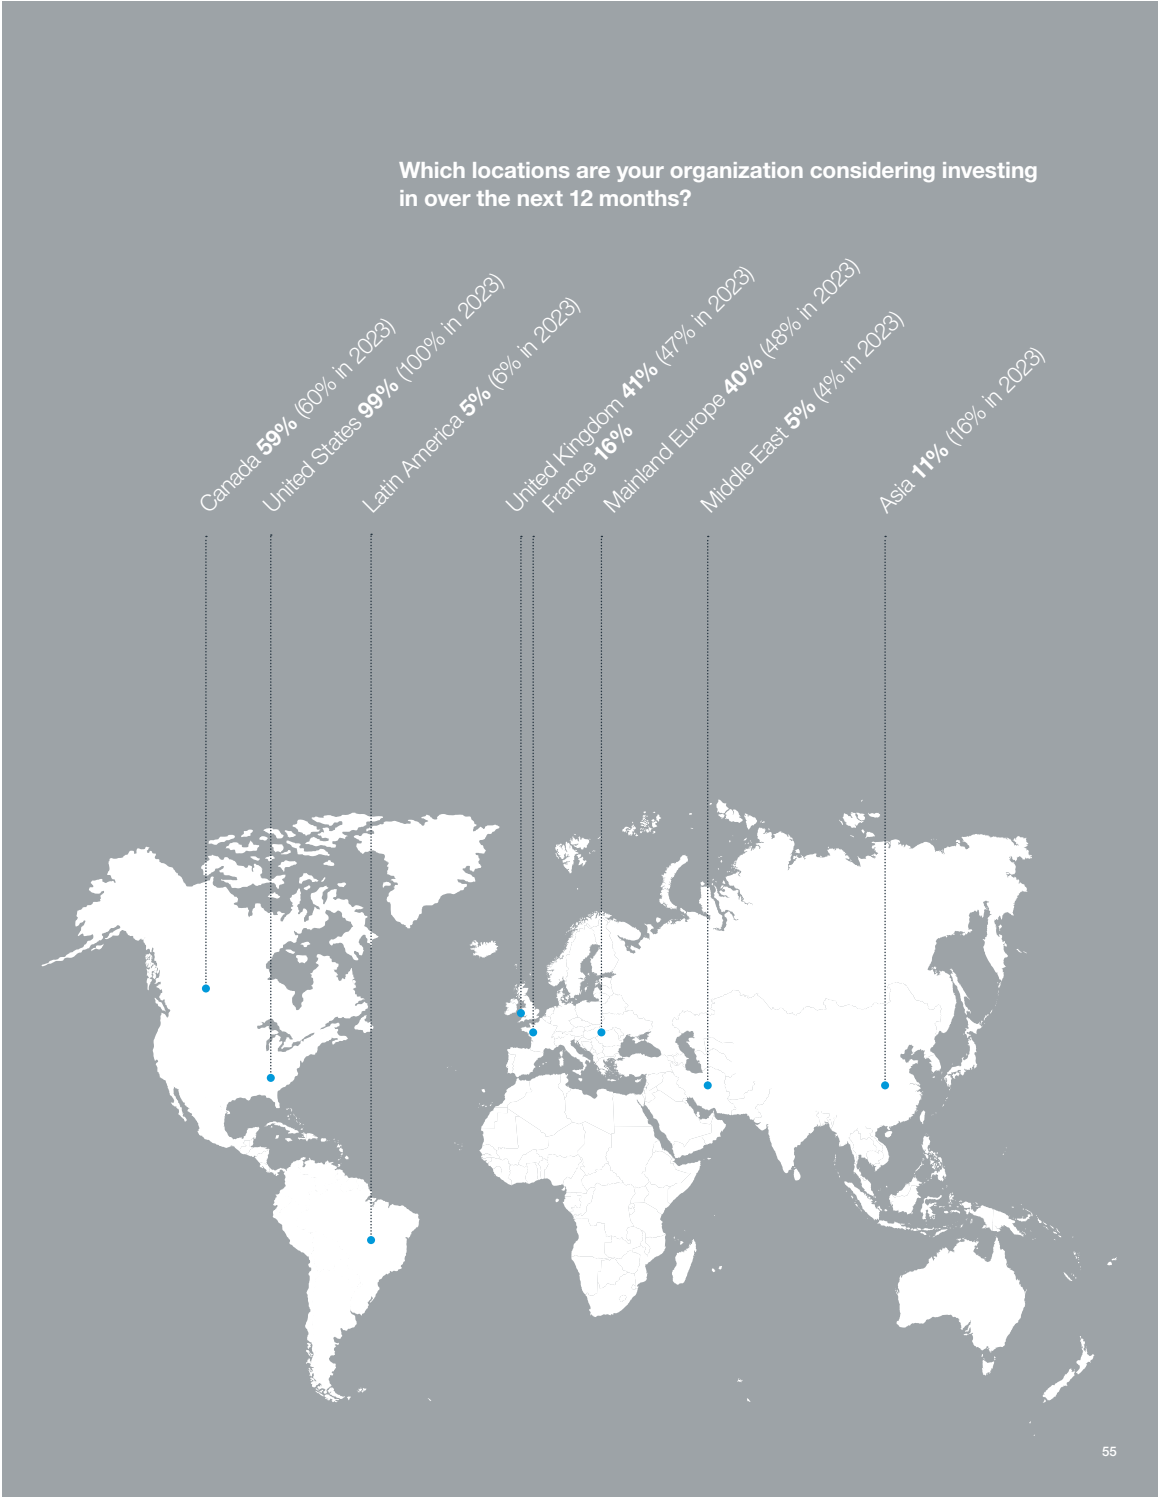 Which locations are your organization considering investing
in over the next 12 months?
Canada 59% (60% in 2023)
United States 99% (100% in 2023)
Latin America 5% (6% in 2023)
United Kingdom 41% (47% in 2023)
France 16%
Mainland Europe 40% (48% in 2023)
Middle East 5% (4% in 2023)
Asia 11% (16% in 2023)
55